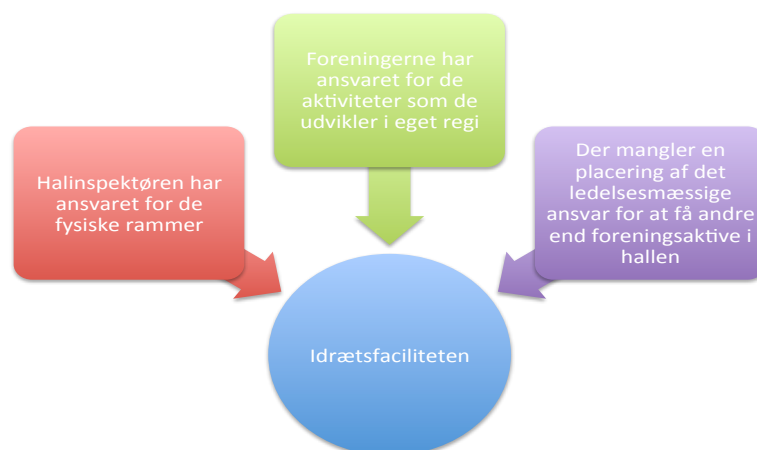 Foreningerne har
ansvaret for de
aktiviteter som de
udvikler i eget regi
Halinspektøren har
ansvaret for de
fysiske rammer
Der mangler en
placering af det
ledelsesmæssige
ansvar for at få andre
end foreningsaktive i
hallen
Idrætsfaciliteten